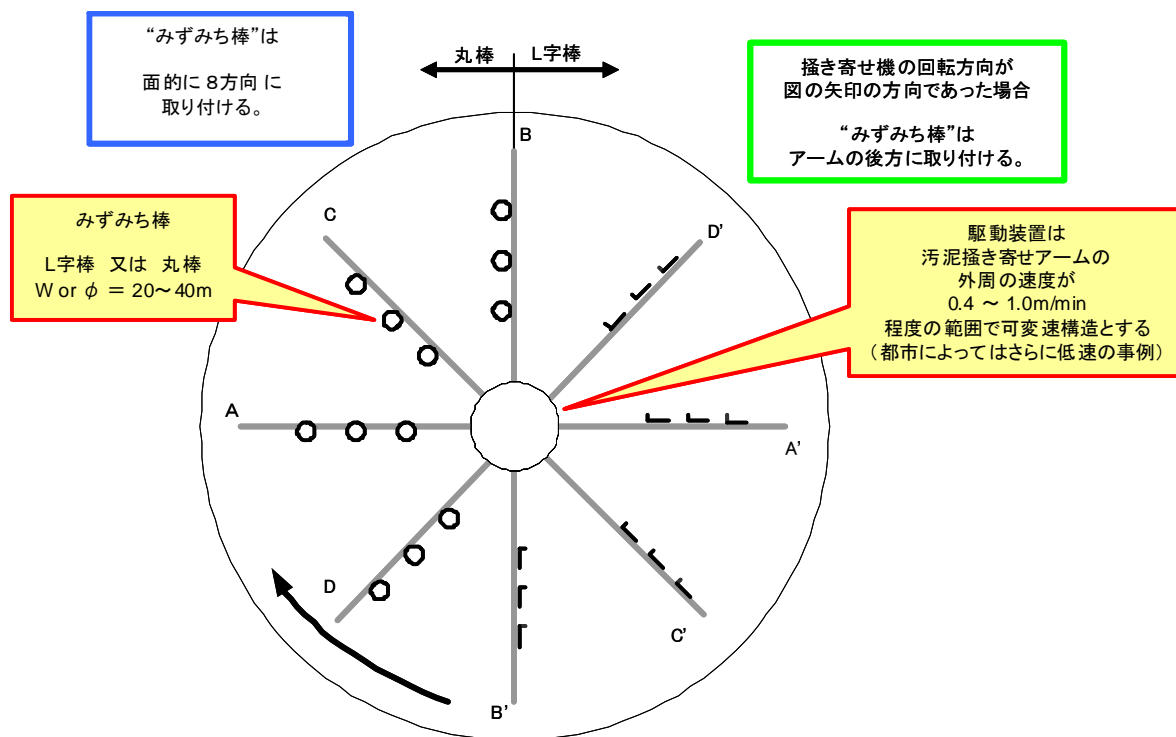 “みずみち棒”は
面的に８方向に
取り付ける。
丸棒
L字棒
掻き寄せ機の回転方向が
図の矢印の方向であった場合
“みずみち棒”は
アームの後方に取り付ける。
B
C
D'
みずみち棒
L字棒 又は 丸棒
W or φ = 20～40m
駆動装置は
汚泥掻き寄せアームの
外周の速度が
0.4 ～ 1.0m/min
程度の範囲で可変速構造とする
（都市によってはさらに低速の事例）
A
A'
D
C'
B'